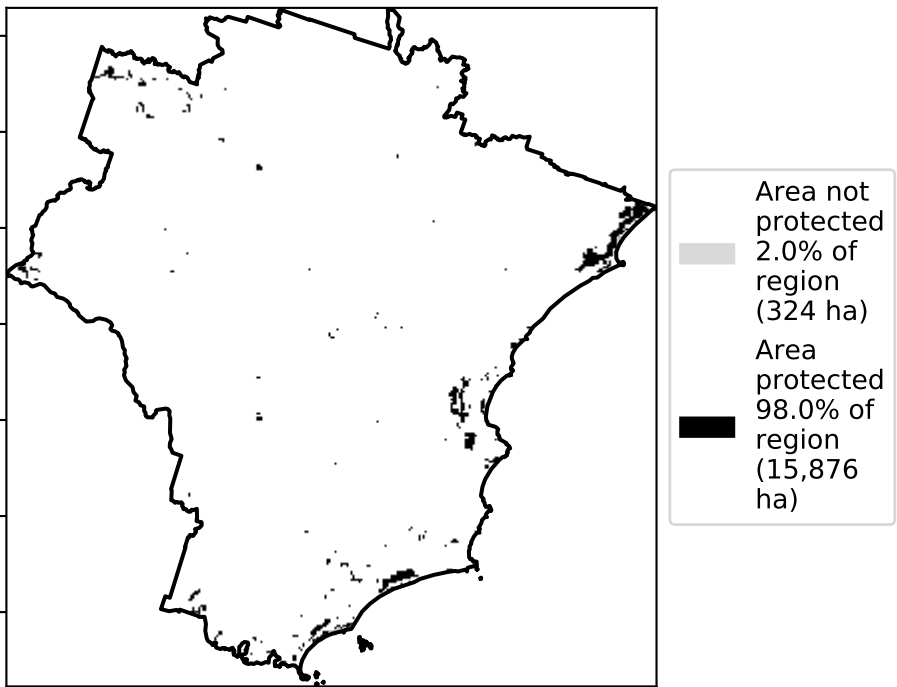 Area not
protected
2.0% of
region
(324 ha)
Area
protected
98.0% of
region
(15,876
ha)